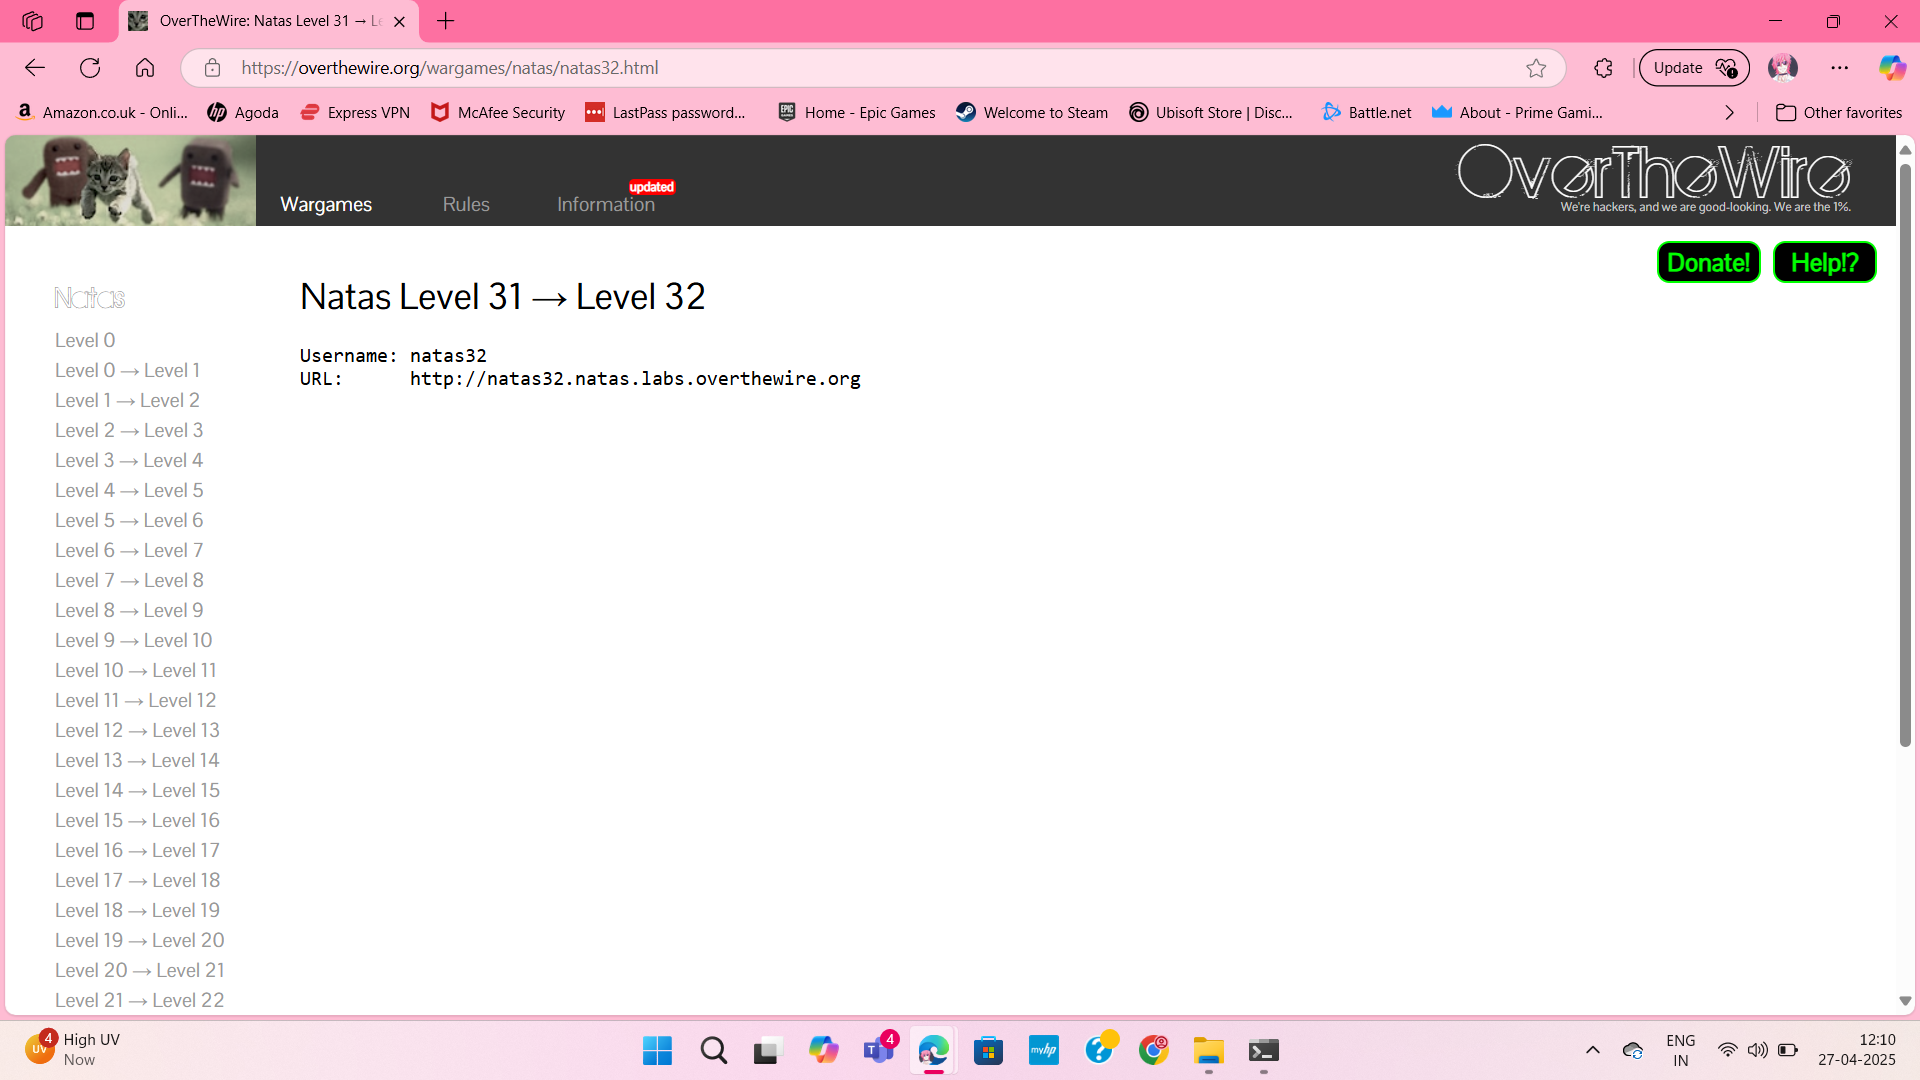 OverTheWire: Natas Level 31 → Le
https://overthewire.org/wargames/natas/natas32.html
Update
Amazon.co.uk - Onli...
Agoda
Express VPN
McAfee Security
LastPass password...
Home - Epic Games
Welcome to Steam
Ubisoft Store | Disc...
Battle.net
About - Prime Gami...
Other favorites
Wargames
Rules
Information
updated
OverTheWire
We're hackers, and we are good-looking. We are the 1%.
Donate!
Help!?
Natas
Level 0
Level 0 → Level 1
Level 1 → Level 2
Level 2 → Level 3
Level 3 → Level 4
Level 4 → Level 5
Level 5 → Level 6
Level 6 → Level 7
Level 7 → Level 8
Level 8 → Level 9
Level 9 → Level 10
Level 10 → Level 11
Level 11 → Level 12
Level 12 → Level 13
Level 13 → Level 14
Level 14 → Level 15
Level 15 → Level 16
Level 16 → Level 17
Level 17 → Level 18
Level 18 → Level 19
Level 19 → Level 20
Level 20 → Level 21
Level 21 → Level 22
Natas Level 31 → Level 32
Username: natas32
URL: http://natas32.natas.labs.overthewire.org
UV
4
High UV
Now
4
myhp
ENG
IN
12:10
27-04-2025